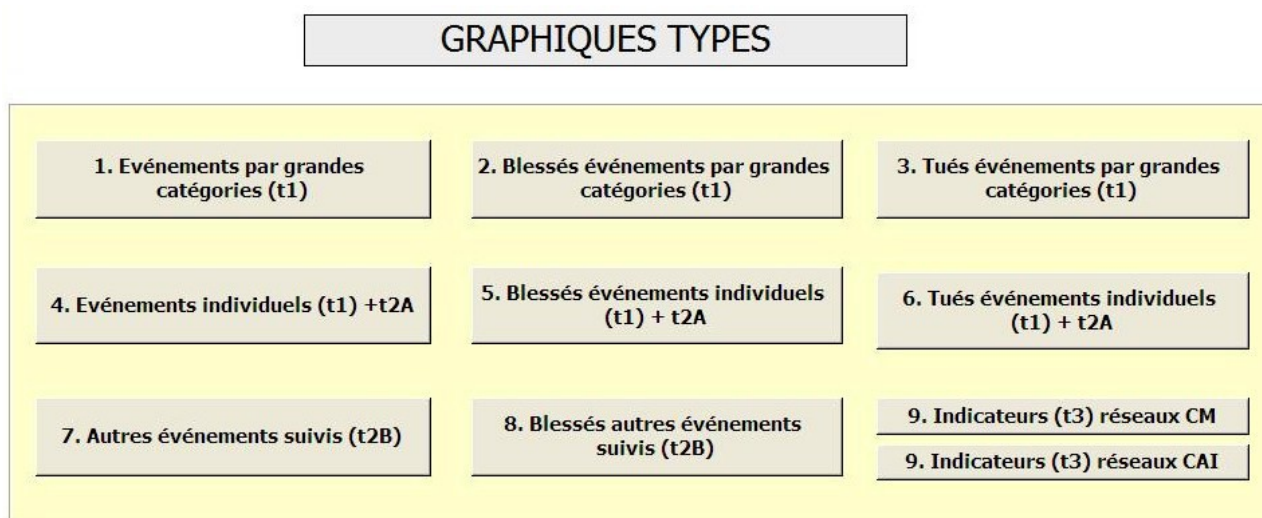 GRAPHIQUES TYPES
1. Evénements par grandes
catégories (t1)
2. Blessés événements par grandes
catégories (t1)
3. Tués événements par grandes
catégories (t1)
4. Evénements individuels (t1) +t2A
5. Blessés événements individuels
(t1) + t2A
6. Tués événements individuels
(t1) + t2A
7. Autres événements suivis (t2B)
8. Blessés autres événements
suivis (t2B)
9. Indicateurs (t3) réseaux CM
9. Indicateurs (t3) réseaux CAI